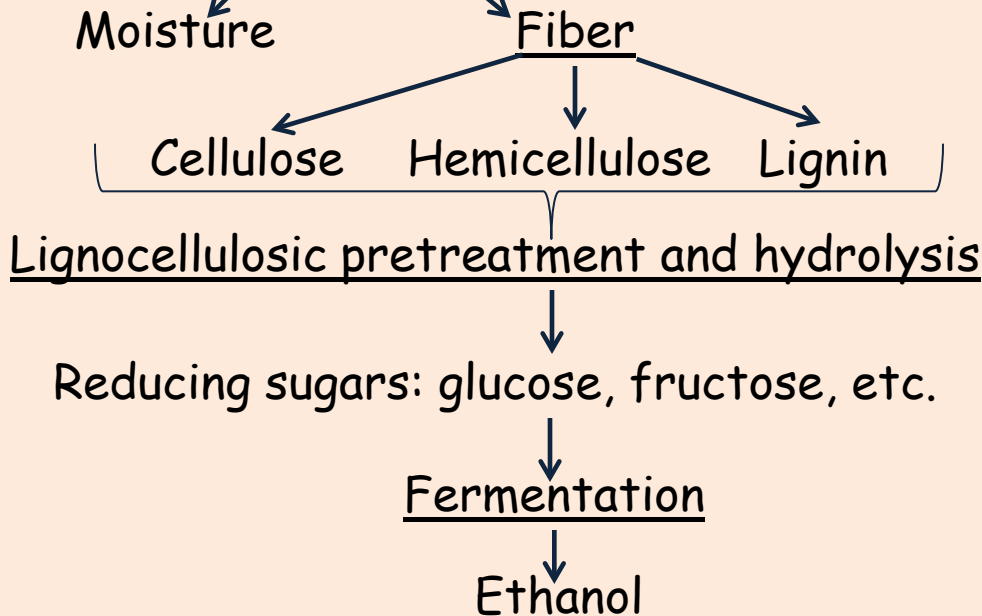 Moisture Fiber
Cellulose Hemicellulose Lignin
Lignocellulosic pretreatment and hydrolysis
Reducing sugars: glucose, fructose, etc.
Fermentation
Ethanol